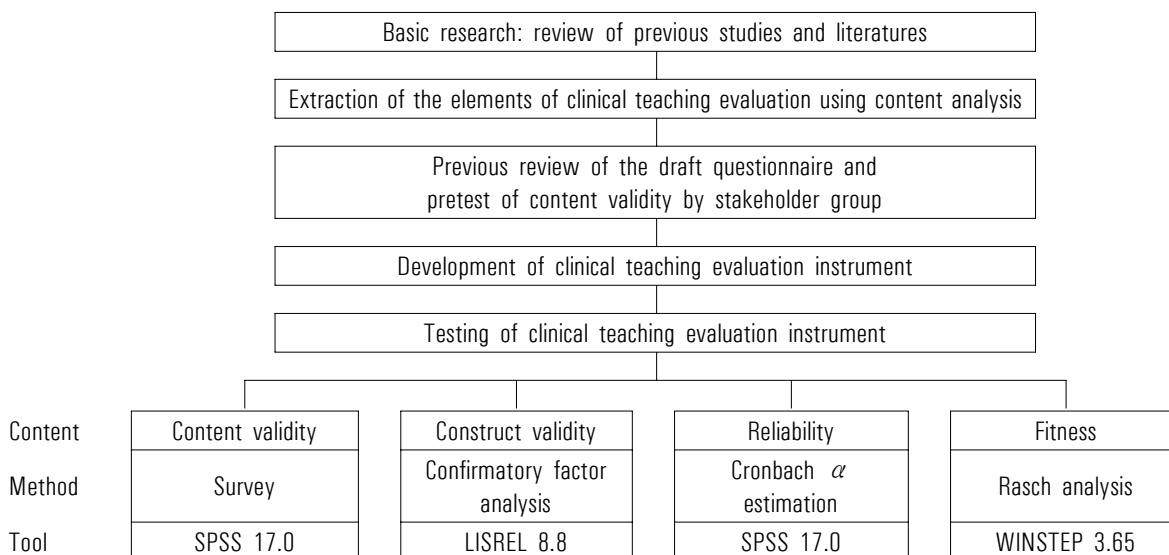 Basic research: review of previous studies and literatures
Extraction of the elements of clinical teaching evaluation using content analysis
Previous review of the draft questionnaire and
pretest of content validity by stakeholder group
Development of clinical teaching evaluation instrument
Testing of clinical teaching evaluation instrument
Content Content validity Construct validity Reliability Fitness
Method Survey Confirmatory factor analysis Cronbach α estimation Rasch analysis
Tool SPSS 17.0 LISREL 8.8 SPSS 17.0 WINSTEP 3.65